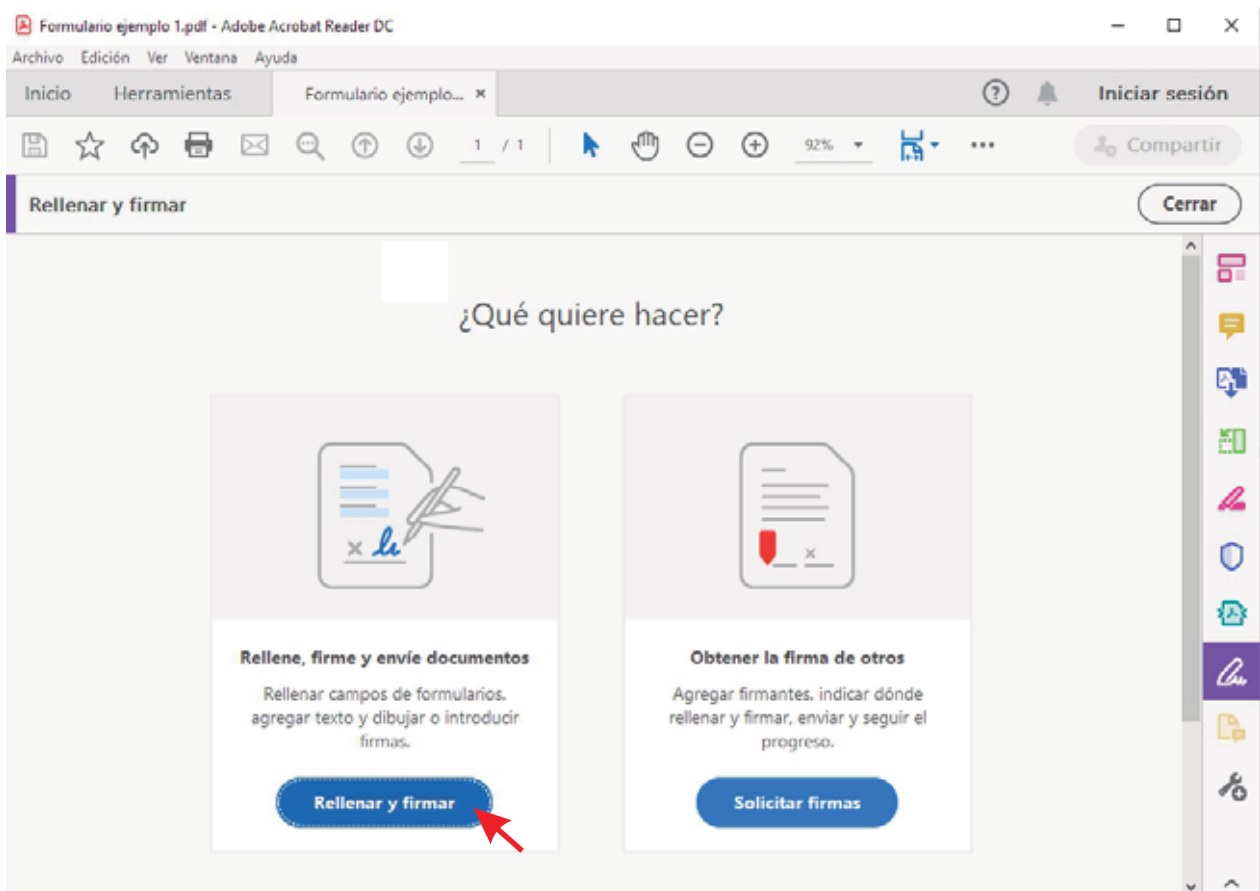 Formulario ejemplo 1.pdf - Adobe Acrobat Reader DC
Archivo Edición Ver Ventana Ayuda
Inicio Herramientas Formulario ejemplo... × Iniciar sesión
1 / 1 92% Compartir
Rellenar y firmar Cerrar
¿Qué quiere hacer?
Rellene, firme y envíe documentos
Rellenar campos de formularios,
agregar texto y dibujar o introducir
firmas.
Rellenar y firmar
Obtener la firma de otros
Agregar firmantes, indicar dónde
rellenar y firmar, enviar y seguir el
progreso.
Solicitar firmas